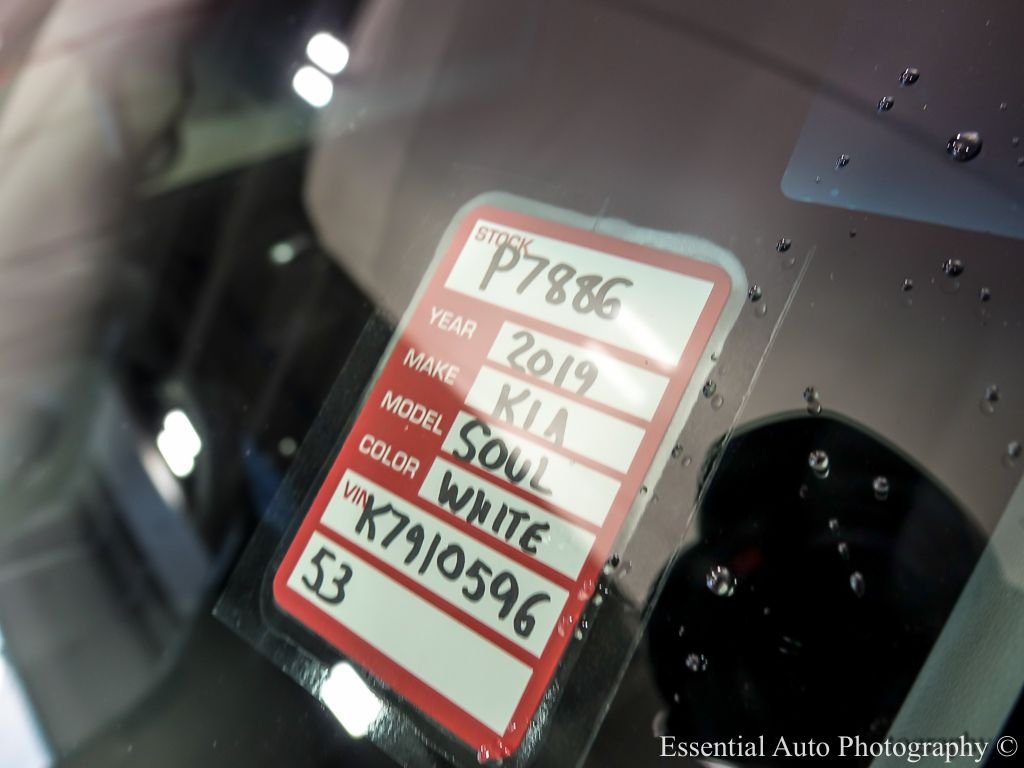 STOCK
P7886
YEAR 2019
MAKE KIA
MODEL SOUL
COLOR WHITE
VIN K7910596
53
Essential Auto Photography ©